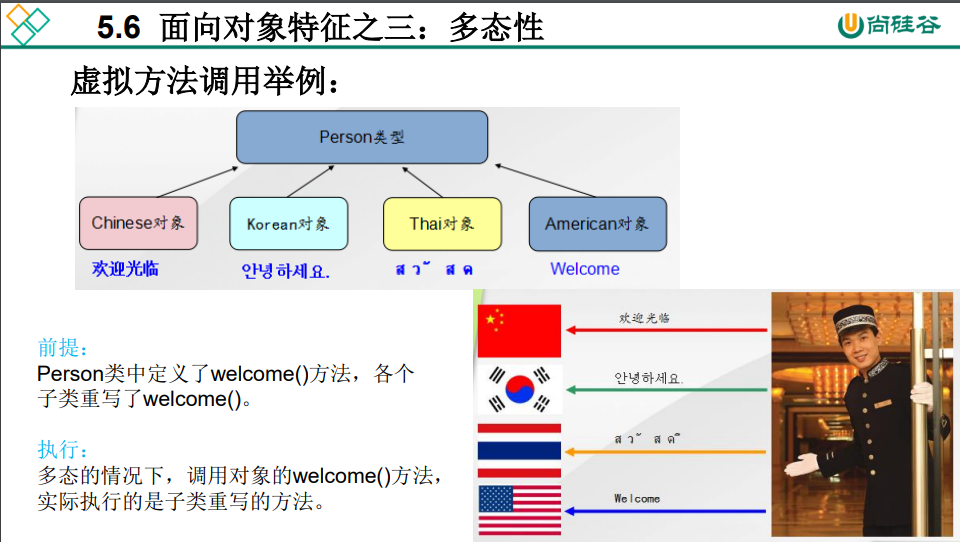 5.6 面向对象特征之三：多态性
尚硅谷
虚拟方法调用举例：
Person类型
Chinese对象
Korean对象
Thai对象
American对象
欢迎光临
안녕하세요.
ส ว ั ส ด
Welcome
前提：
Person类中定义了welcome()方法，各个
子类重写了welcome()。
执行：
多态的情况下，调用对象的welcome()方法，
实际执行的是子类重写的方法。
欢迎光临
안녕하세요.
ส ว ั ส ด ี
Welcome